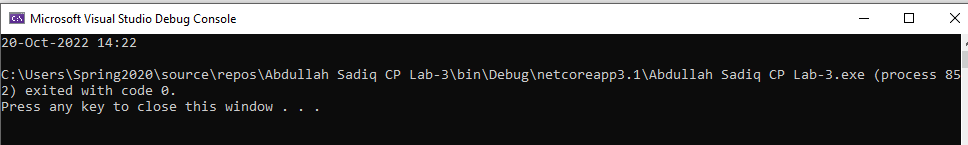 Microsoft Visual Studio Debug Console
20-Oct-2022 14:22
C:\Users\Spring2020\source\repos\Abdullah Sadiq CP Lab-3\bin\Debug\netcoreapp3.1\Abdullah Sadiq CP Lab-3.exe (process 85
2) exited with code 0.
Press any key to close this window . . .